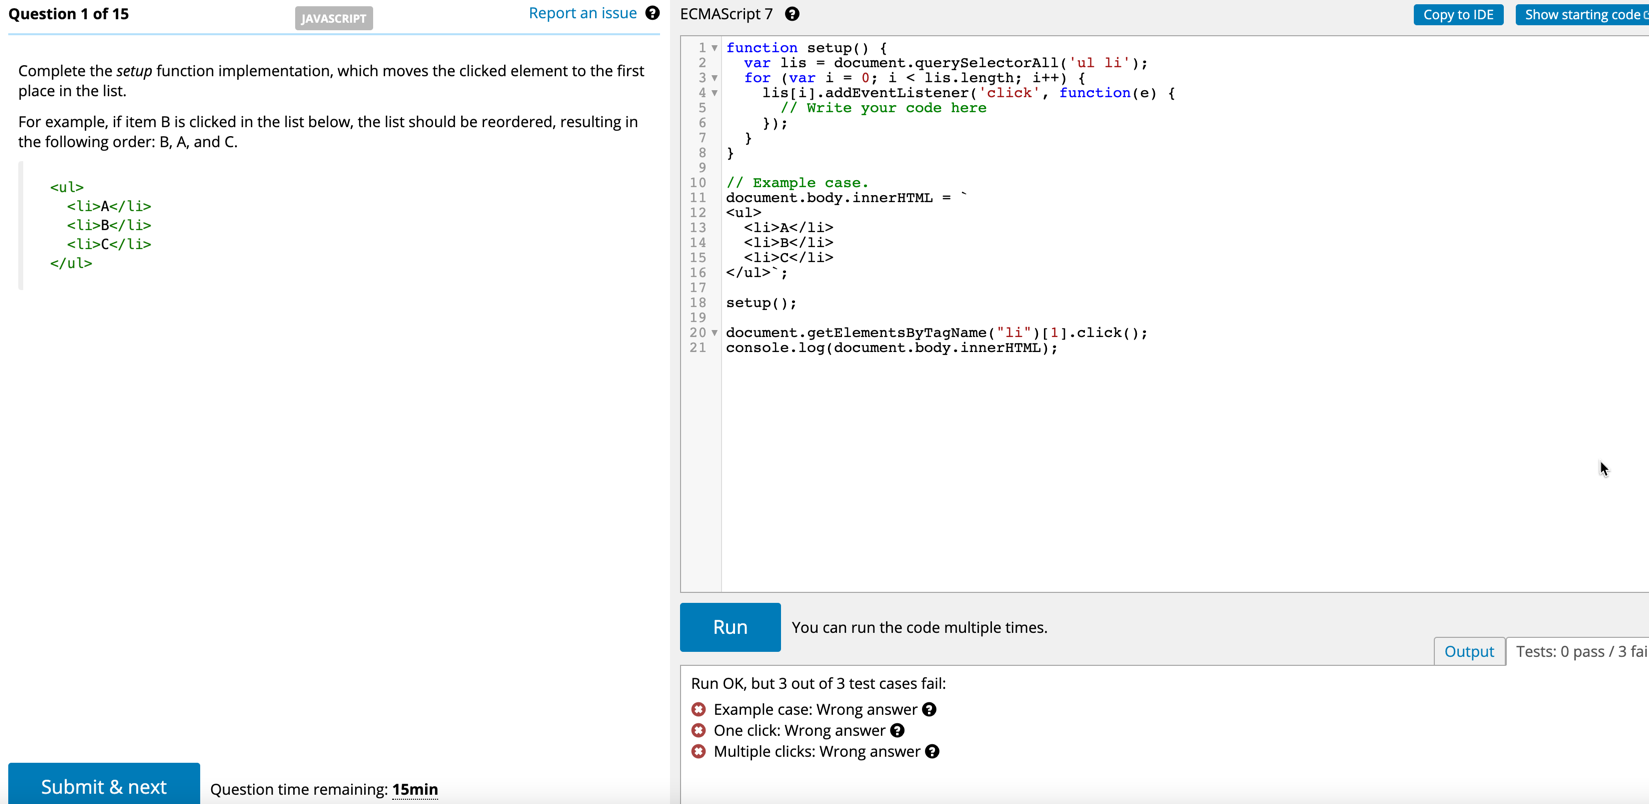 Question 1 of 15
JAVASCRIPT
Report an issue
Complete the setup function implementation, which moves the clicked element to the first
place in the list.
For example, if item B is clicked in the list below, the list should be reordered, resulting in
the following order: B, A, and C.
<ul>
<li>A</li>
<li>B</li>
<li>C</li>
</ul>
Submit & next
Question time remaining: 15min
ECMAScript 7
Copy to IDE
Show starting code
1 function setup() {
2 var lis = document.querySelectorAll('ul li');
3 for (var i = 0; i < lis.length; i++) {
4 lis[i].addEventListener('click', function(e) {
5 // Write your code here
6 });
7 }
8 }
9
10 // Example case.
11 document.body.innerHTML = `
12 <ul>
13 <li>A</li>
14 <li>B</li>
15 <li>C</li>
16 </ul>`;
17
18 setup();
19
20 document.getElementsByTagName("li")[1].click();
21 console.log(document.body.innerHTML);
Run
You can run the code multiple times.
Output
Tests: 0 pass / 3 fai
Run OK, but 3 out of 3 test cases fail:
Example case: Wrong answer
One click: Wrong answer
Multiple clicks: Wrong answer